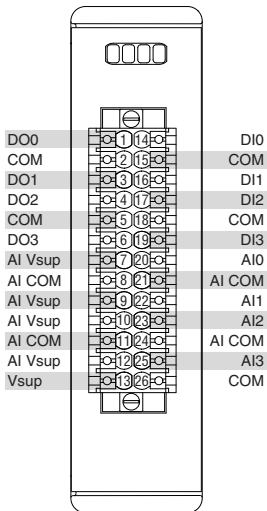 DO0 1 14 DI0
COM 2 15 COM
DO1 3 16 DI1
DO2 4 17 DI2
COM 5 18 COM
DO3 6 19 DI3
AI Vsup 7 20 AI0
AI COM 8 21 AI COM
AI Vsup 9 22 AI1
AI Vsup 10 23 AI2
AI COM 11 24 AI COM
AI Vsup 12 25 AI3
Vsup 13 26 COM